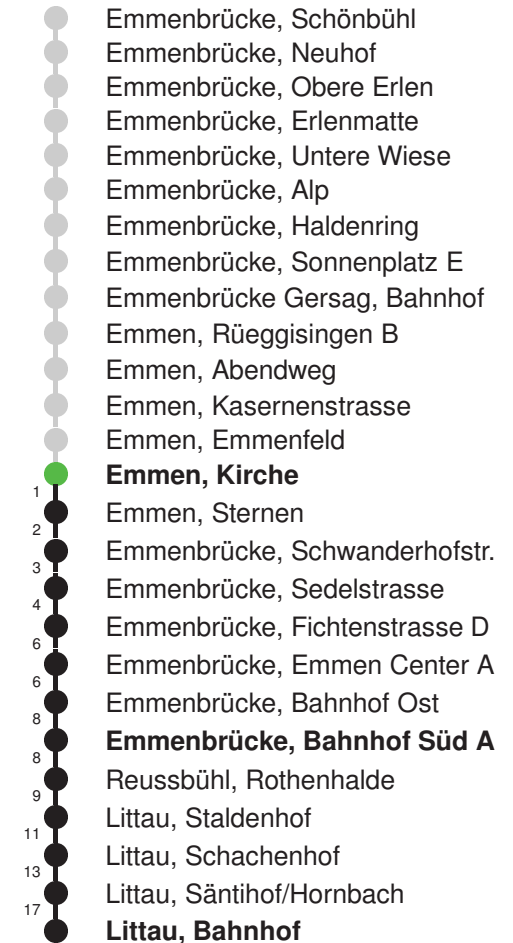 Emmenbrücke, Schönbühl
Emmenbrücke, Neuhof
Emmenbrücke, Obere Erlen
Emmenbrücke, Erlenmatte
Emmenbrücke, Untere Wiese
Emmenbrücke, Alp
Emmenbrücke, Haldenring
Emmenbrücke, Sonnenplatz E
Emmenbrücke Gersag, Bahnhof
Emmen, Rüeggisingen B
Emmen, Abendweg
Emmen, Kasernenstrasse
Emmen, Emmenfeld
Emmen, Kirche
1
Emmen, Sternen
2
Emmenbrücke, Schwanderhofstr.
3
Emmenbrücke, Sedelstrasse
4
Emmenbrücke, Fichtenstrasse D
6
Emmenbrücke, Emmen Center A
6
Emmenbrücke, Bahnhof Ost
8
Emmenbrücke, Bahnhof Süd A
8
Reussbühl, Rothenhalde
9
Littau, Staldenhof
11
Littau, Schachenhof
13
Littau, Säntihof/Hornbach
17
Littau, Bahnhof